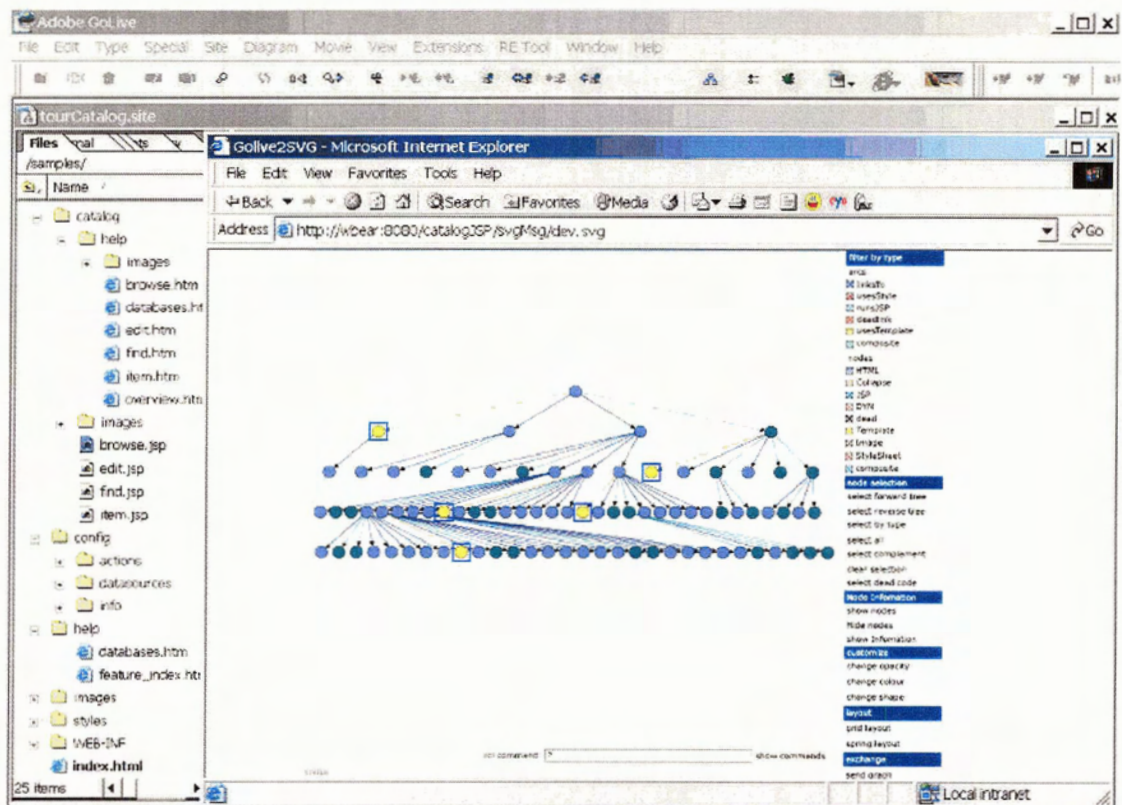 Adobe GoLive
File Edit Type Special Site Diagram Movie View Extensions RE Tool Window Help
tourCatalog.site
Files
/samples/
Name
catalog
help
images
browse.htm
databases.ht
edit.htm
find.htm
item.htm
overview.htm
images
browse.jsp
edit.jsp
find.jsp
item.jsp
config
actions
datasources
info
help
databases.htm
feature_index.ht
images
styles
WEB-INF
index.html
25 items
Golive2SVG - Microsoft Internet Explorer
File Edit View Favorites Tools Help
Back Search Favorites Media
Address http://wbear:8080/catalogJSP/svgMsg/dev.svg Go
filter by type
arcs
linksTo
usesStyle
runsJSP
deadlink
usesTemplate
composite
nodes
HTML
Collapse
JSP
DYN
dead
Template
Image
StyleSheet
composite
node selection
select forward tree
select reverse tree
select by type
select all
select complement
clear selection
select dead code
Node Information
show nodes
hide nodes
show Information
customize
change opacity
change colour
change shape
layout
grid layout
spring layout
exchange
send graph
command: > show commands
Local intranet